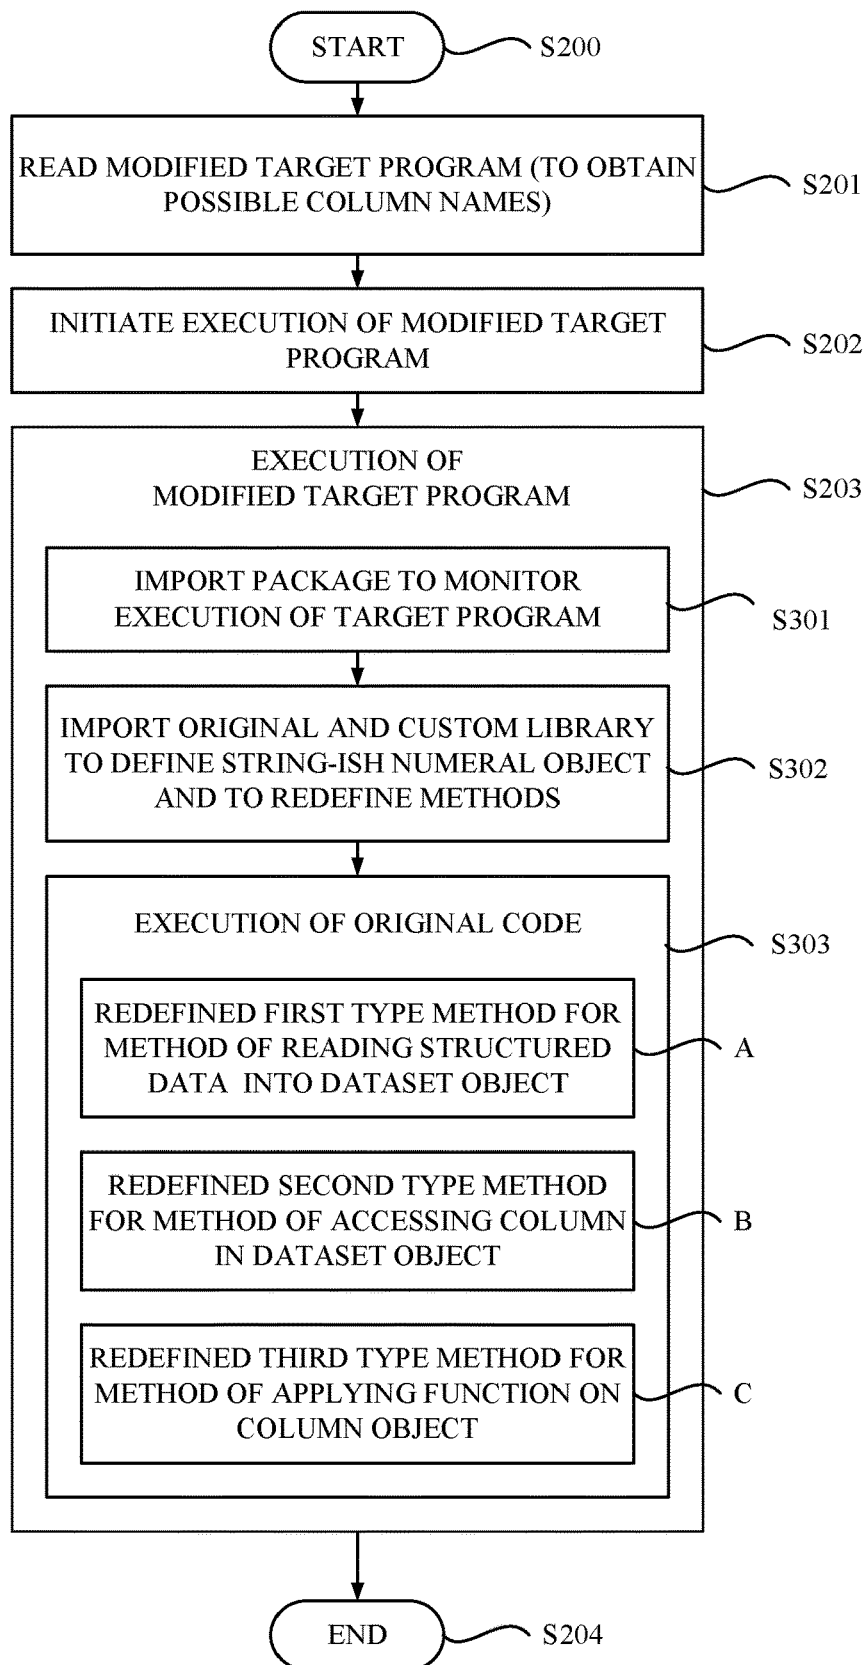 START
S200
READ MODIFIED TARGET PROGRAM (TO OBTAIN
POSSIBLE COLUMN NAMES)
S201
INITIATE EXECUTION OF MODIFIED TARGET
PROGRAM
S202
EXECUTION OF
MODIFIED TARGET PROGRAM
S203
IMPORT PACKAGE TO MONITOR
EXECUTION OF TARGET PROGRAM
S301
IMPORT ORIGINAL AND CUSTOM LIBRARY
TO DEFINE STRING-ISH NUMERAL OBJECT
AND TO REDEFINE METHODS
S302
EXECUTION OF ORIGINAL CODE
S303
REDEFINED FIRST TYPE METHOD FOR
METHOD OF READING STRUCTURED
DATA INTO DATASET OBJECT
A
REDEFINED SECOND TYPE METHOD
FOR METHOD OF ACCESSING COLUMN
IN DATASET OBJECT
B
REDEFINED THIRD TYPE METHOD FOR
METHOD OF APPLYING FUNCTION ON
COLUMN OBJECT
C
END
S204